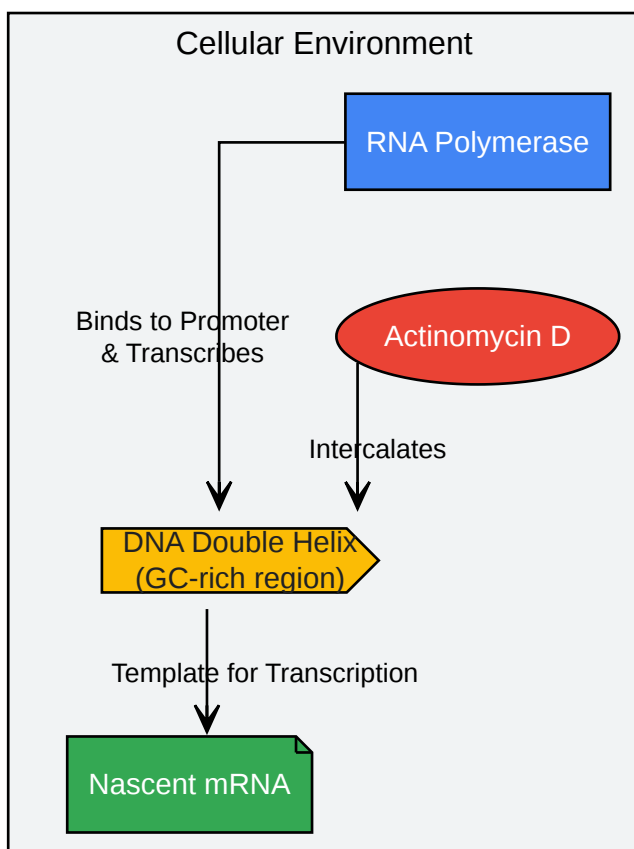 Cellular Environment
RNA Polymerase
Binds to Promoter
& Transcribes
Actinomycin D
Intercalates
DNA Double Helix
(GC-rich region)
Template for Transcription
Nascent mRNA